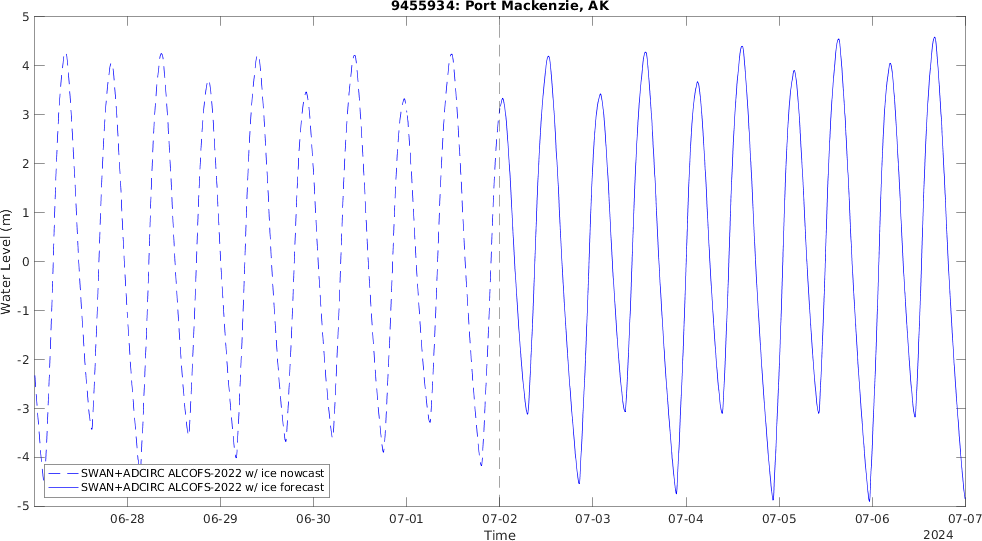 9455934: Port Mackenzie, AK
5
4
3
2
1
0
-1
-2
-3
-4
-5
Water Level (m)
SWAN+ADCIRC ALCOFS-2022 w/ ice nowcast
SWAN+ADCIRC ALCOFS-2022 w/ ice forecast
06-28 06-29 06-30 07-01 07-02 07-03 07-04 07-05 07-06 07-07
Time
2024